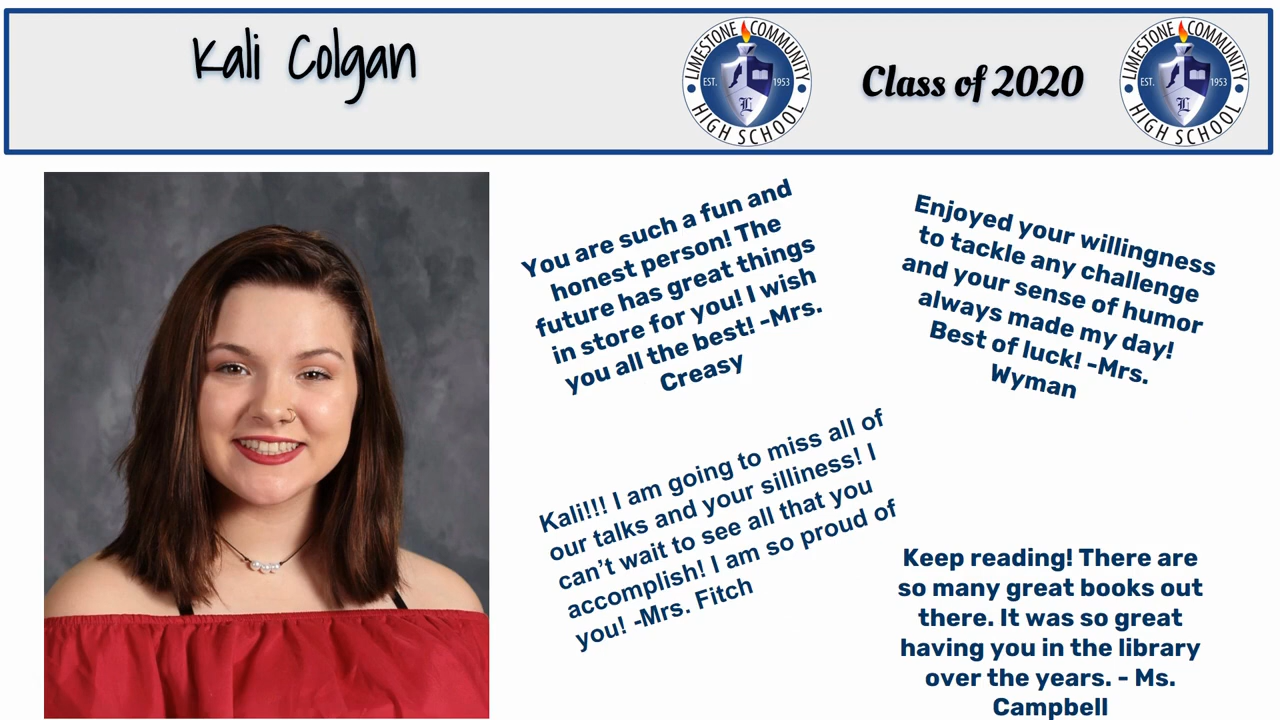 Kali Colgan
LIMESTONE COMMUNITY
EST. 1953
L
HIGH SCHOOL
Class of 2020
LIMESTONE COMMUNITY
EST. 1953
L
HIGH SCHOOL
You are such a fun and
honest person! The
future has great things
in store for you! I wish
you all the best! -Mrs.
Creasy
Enjoyed your willingness
to tackle any challenge
and your sense of humor
always made my day!
Best of luck! -Mrs.
Wyman
Kali!!! I am going to miss all of
our talks and your silliness! I
can't wait to see all that you
accomplish! I am so proud of
you! -Mrs. Fitch
Keep reading! There are
so many great books out
there. It was so great
having you in the library
over the years. - Ms.
Campbell